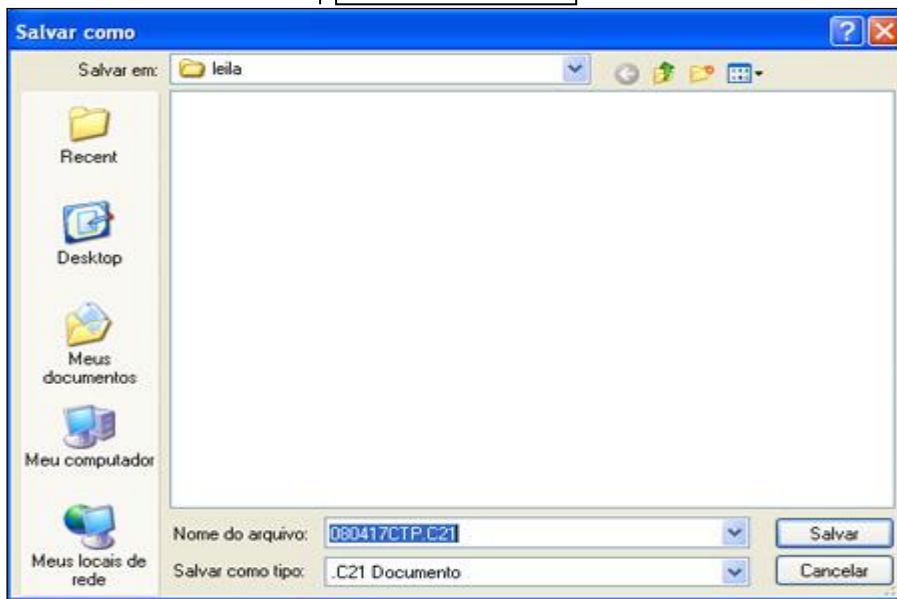 Salvar como
Salvar em:
leila
Recent
Desktop
Meus
documentos
Meu computador
Meus locais de
rede
Nome do arquivo:
080417CTP.C21
Salvar
Salvar como tipo:
.C21 Documento
Cancelar